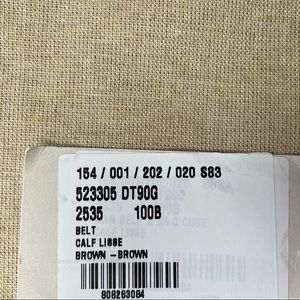 154 / 001 / 202 / 020 S83
523305 DT90G
2535 100B
BELT
CALF LISSE
BROWN -BROWN
808263084